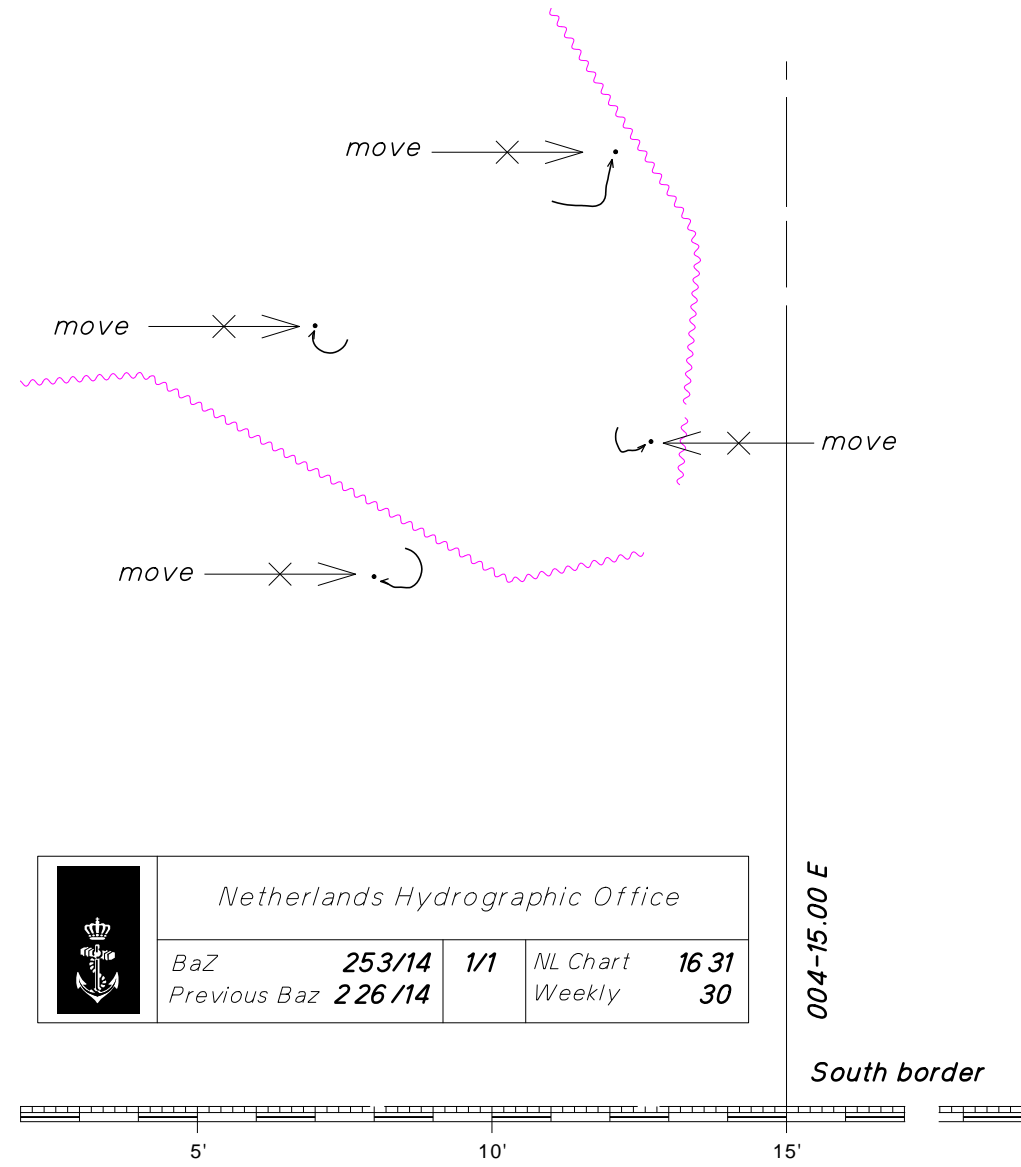 move
move
move
move
Netherlands Hydrographic Office
BaZ 253/14 1/1 NL Chart 1631
Previous Baz 226/14 Weekly 30
004-15.00 E
South border
5' 10' 15'